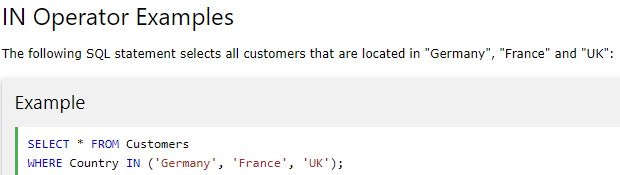 IN Operator Examples
The following SQL statement selects all customers that are located in "Germany", "France" and "UK":
Example
SELECT * FROM Customers
WHERE Country IN ('Germany', 'France', 'UK');